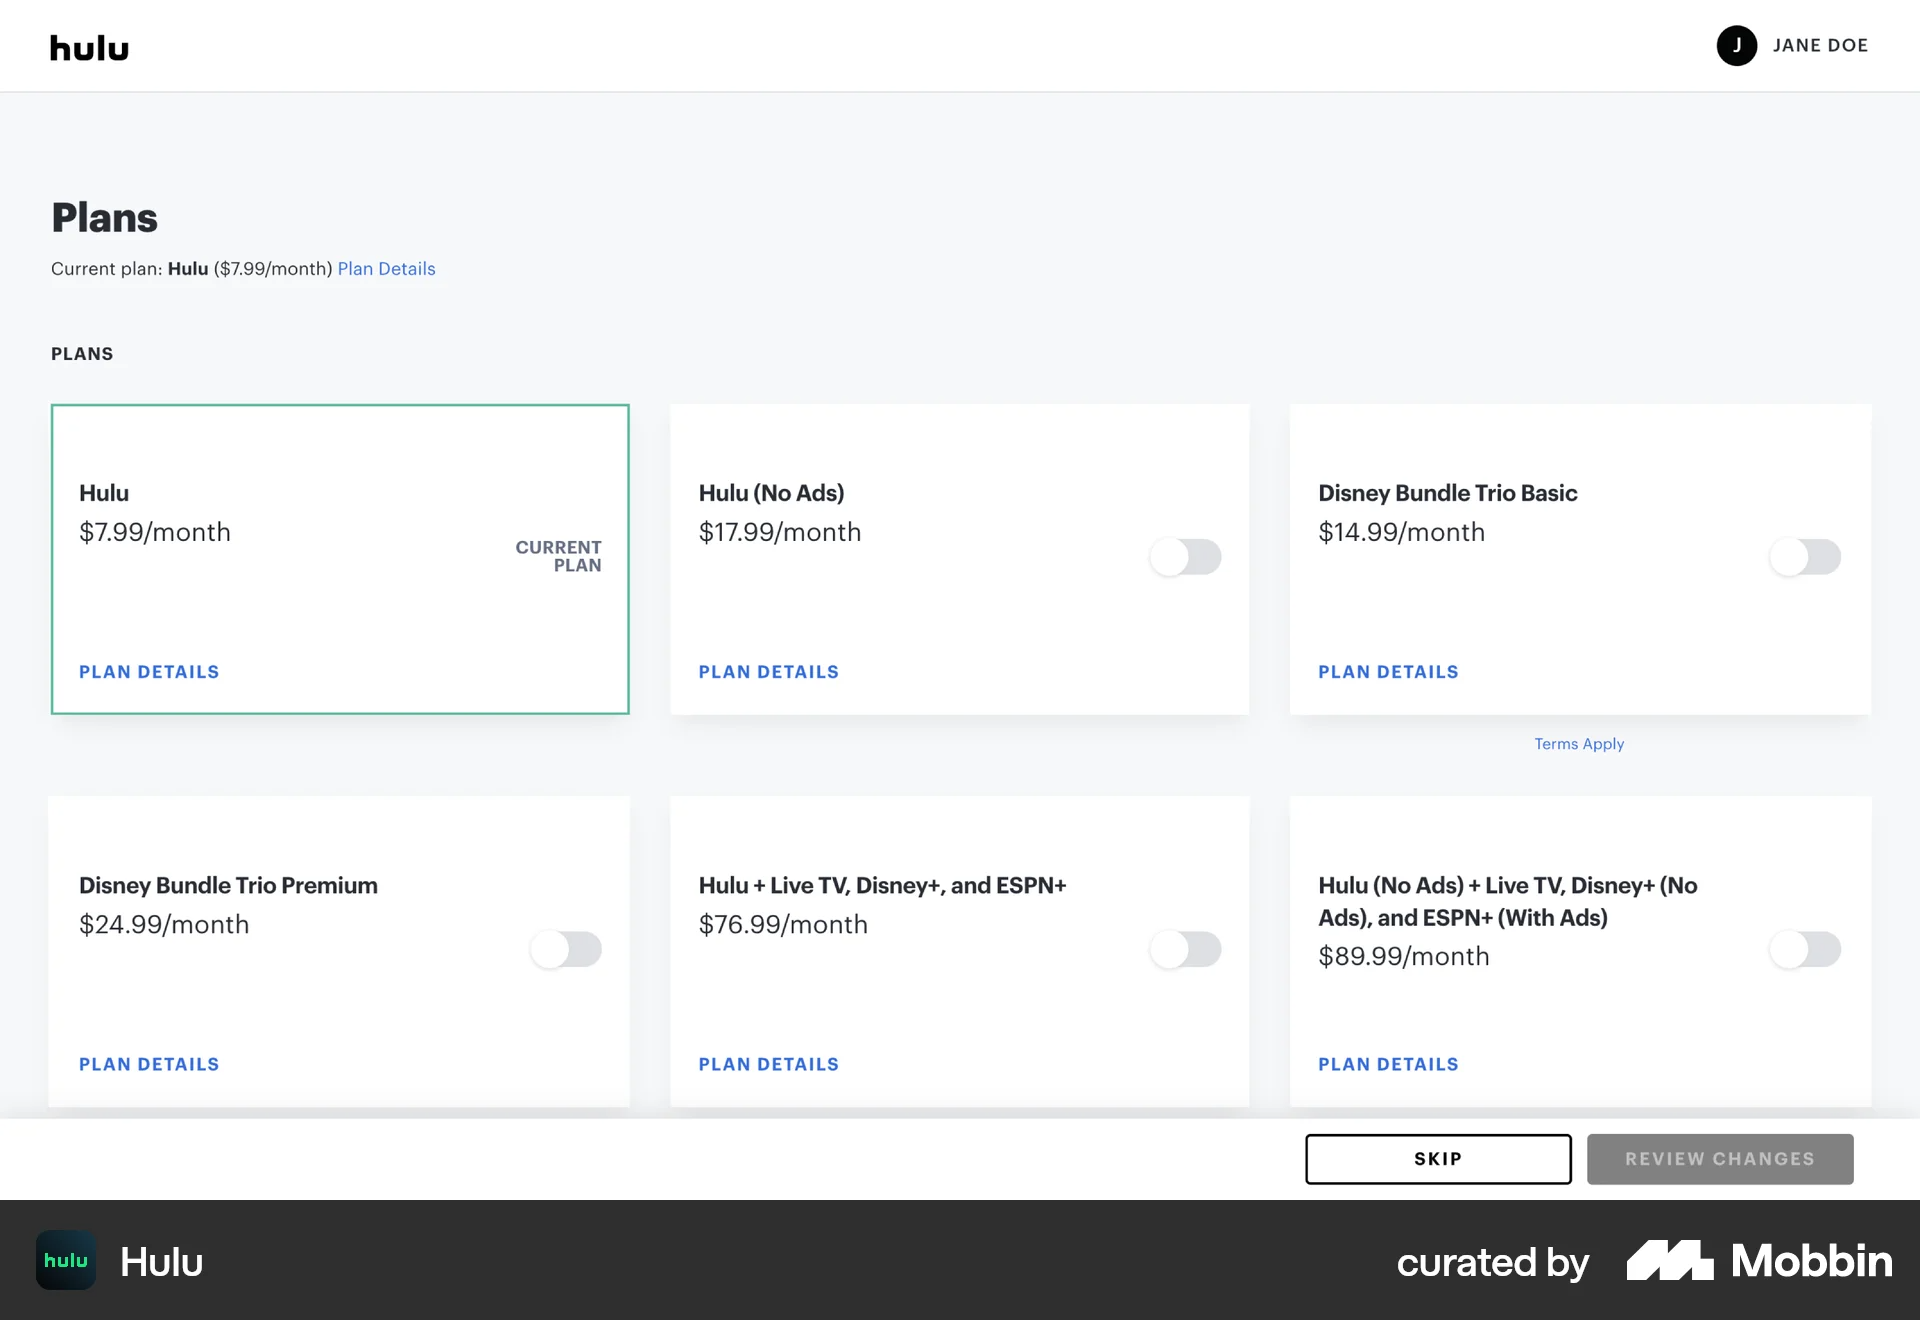 hulu
J JANE DOE
Plans
Current plan: Hulu ($7.99/month) Plan Details
PLANS
Hulu
$7.99/month
CURRENT
PLAN
PLAN DETAILS
Hulu (No Ads)
$17.99/month
PLAN DETAILS
Disney Bundle Trio Basic
$14.99/month
PLAN DETAILS
Terms Apply
Disney Bundle Trio Premium
$24.99/month
PLAN DETAILS
Hulu + Live TV, Disney+, and ESPN+
$76.99/month
PLAN DETAILS
Hulu (No Ads) + Live TV, Disney+ (No
Ads), and ESPN+ (With Ads)
$89.99/month
PLAN DETAILS
SKIP
REVIEW CHANGES
hulu
Hulu
curated by
Mobbin